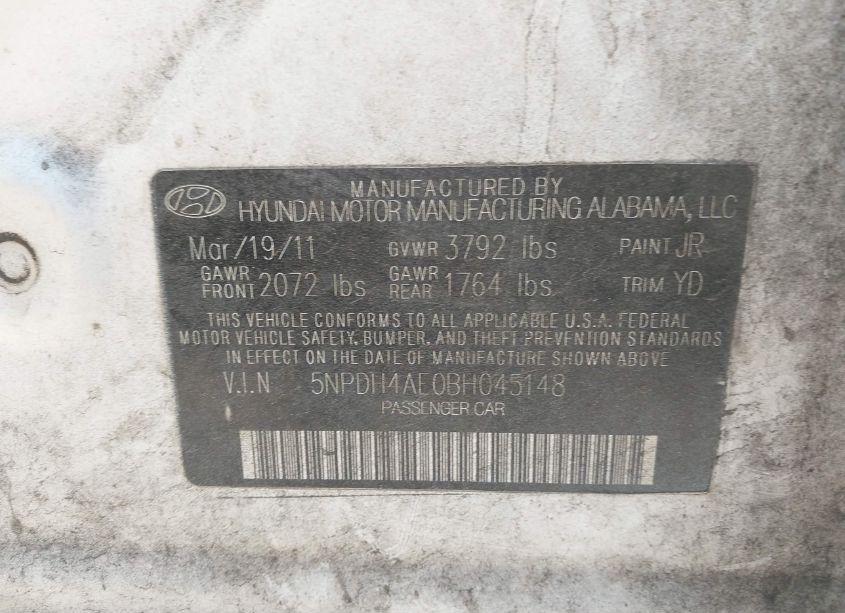 MANUFACTURED BY
HYUNDAI MOTOR MANUFACTURING ALABAMA, LLC
Mar/19/11 GVWR 3792 lbs PAINT JR
GAWR FRONT 2072 lbs GAWR REAR 1764 lbs TRIM YD
THIS VEHICLE CONFORMS TO ALL APPLICABLE U.S.A. FEDERAL
MOTOR VEHICLE SAFETY, BUMPER, AND THEFT PREVENTION STANDARDS
IN EFFECT ON THE DATE OF MANUFACTURE SHOWN ABOVE
V.I.N 5NPDH4AE0BH045148
PASSENGER CAR